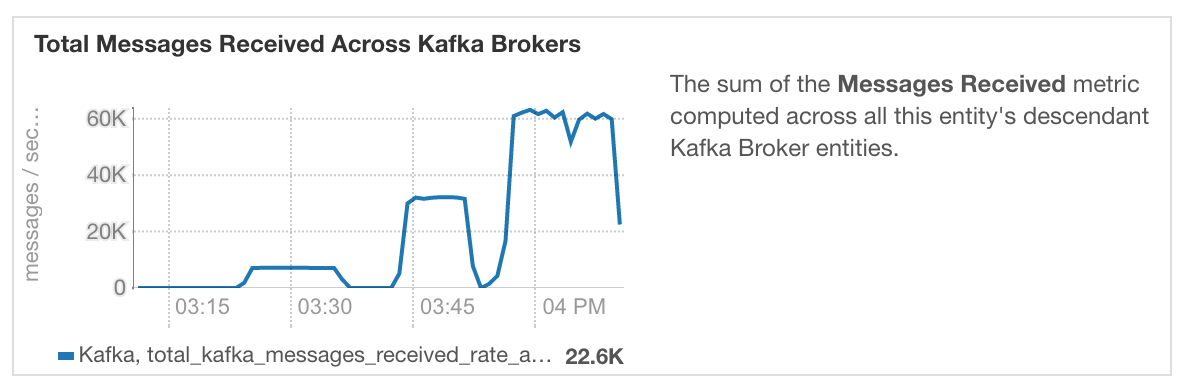 Total Messages Received Across Kafka Brokers
The sum of the Messages Received metric
computed across all this entity's descendant
Kafka Broker entities.
messages / sec…
60K
40K
20K
0
03:15 03:30 03:45 04 PM
Kafka, total_kafka_messages_received_rate_a… 22.6K